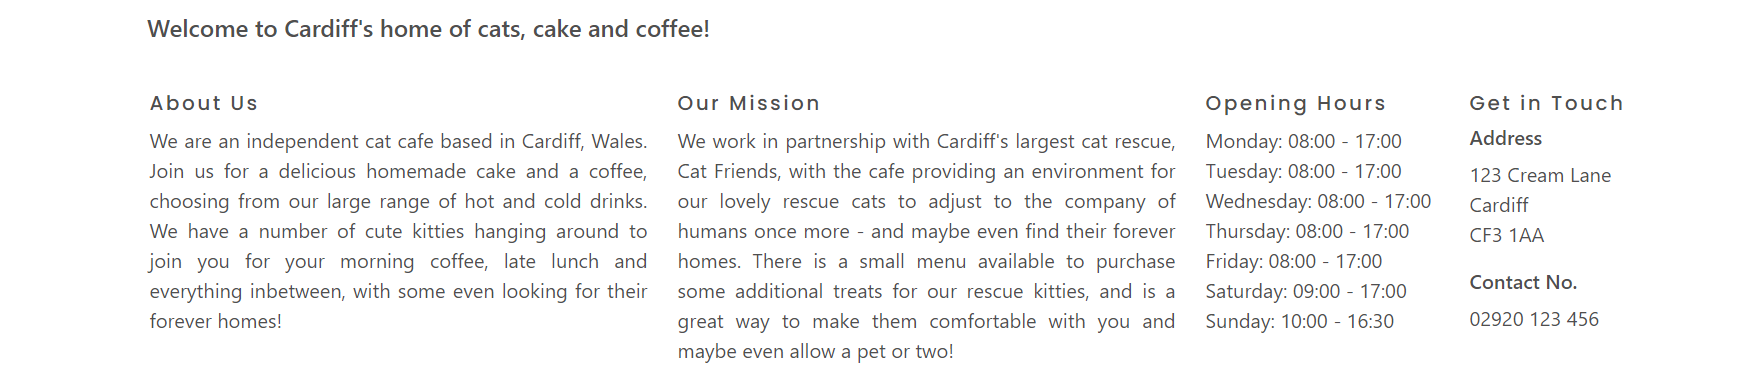 Welcome to Cardiff's home of cats, cake and coffee!
About Us
We are an independent cat cafe based in Cardiff, Wales.
Join us for a delicious homemade cake and a coffee,
choosing from our large range of hot and cold drinks.
We have a number of cute kitties hanging around to
join you for your morning coffee, late lunch and
everything inbetween, with some even looking for their
forever homes!
Our Mission
We work in partnership with Cardiff's largest cat rescue,
Cat Friends, with the cafe providing an environment for
our lovely rescue cats to adjust to the company of
humans once more - and maybe even find their forever
homes. There is a small menu available to purchase
some additional treats for our rescue kitties, and is a
great way to make them comfortable with you and
maybe even allow a pet or two!
Opening Hours
Monday: 08:00 - 17:00
Tuesday: 08:00 - 17:00
Wednesday: 08:00 - 17:00
Thursday: 08:00 - 17:00
Friday: 08:00 - 17:00
Saturday: 09:00 - 17:00
Sunday: 10:00 - 16:30
Get in Touch
Address
123 Cream Lane
Cardiff
CF3 1AA
Contact No.
02920 123 456